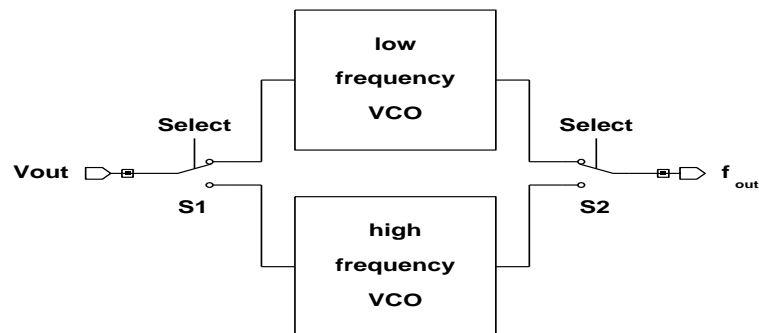 low
frequency
VCO
Select
Select
Vout
f out
S1
S2
high
frequency
VCO